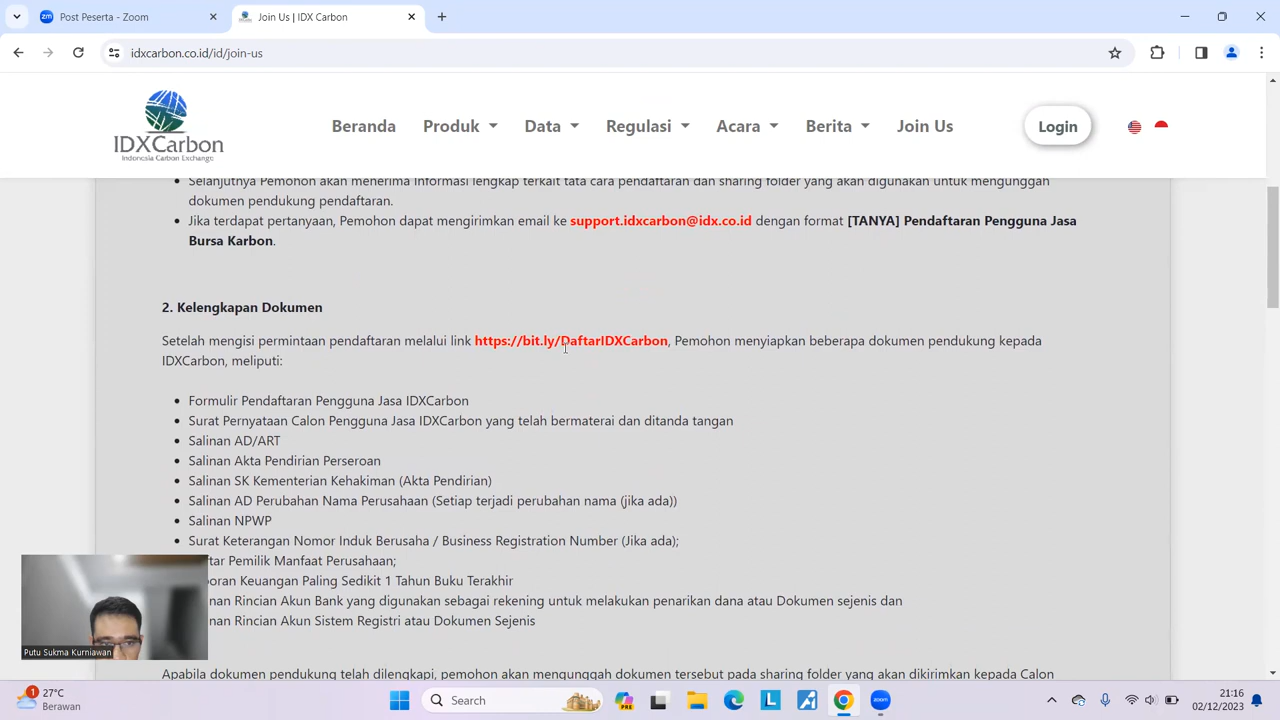 Post Peserta - Zoom
Join Us | IDX Carbon
idxcarbon.co.id/id/join-us
IDXCarbon
Indonesia Carbon Exchange
Beranda
Produk
Data
Regulasi
Acara
Berita
Join Us
Login
Selanjutnya Pemohon akan menerima Informasi lengkap terkait tata cara pendaftaran dan sharing folder yang akan digunakan untuk mengunggah
dokumen pendukung pendaftaran.
Jika terdapat pertanyaan, Pemohon dapat mengirimkan email ke support.idxcarbon@idx.co.id dengan format [TANYA] Pendaftaran Pengguna Jasa
Bursa Karbon.
2. Kelengkapan Dokumen
Setelah mengisi permintaan pendaftaran melalui link https://bit.ly/DaftarIDXCarbon, Pemohon menyiapkan beberapa dokumen pendukung kepada
IDXCarbon, meliputi:
Formulir Pendaftaran Pengguna Jasa IDXCarbon
Surat Pernyataan Calon Pengguna Jasa IDXCarbon yang telah bermaterai dan ditanda tangan
Salinan AD/ART
Salinan Akta Pendirian Perseroan
Salinan SK Kementerian Kehakiman (Akta Pendirian)
Salinan AD Perubahan Nama Perusahaan (Setiap terjadi perubahan nama (jika ada))
Salinan NPWP
Surat Keterangan Nomor Induk Berusaha / Business Registration Number (Jika ada);
Pemilik Manfaat Perusahaan;
Keuangan Paling Sedikit 1 Tahun Buku Terakhir
Rincian Akun Bank yang digunakan sebagai rekening untuk melakukan penarikan dana atau Dokumen sejenis dan
Rincian Akun Sistem Registri atau Dokumen Sejenis
Apabila dokumen pendukung telah dilengkapi, pemohon akan mengunggah dokumen tersebut pada sharing folder yang akan dikirimkan kepada Calon
Putu Sukma Kurniawan
1
27°C
Berawan
Search
PRE
zoom
21:16
02/12/2023